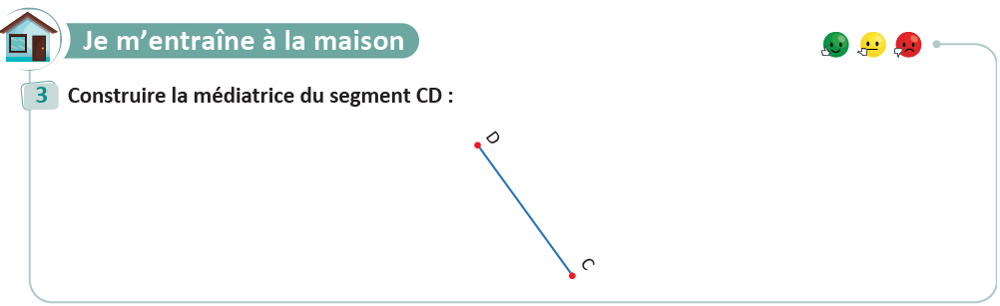 Je m’entraîne à la maison
3 Construire la médiatrice du segment CD :
D
C